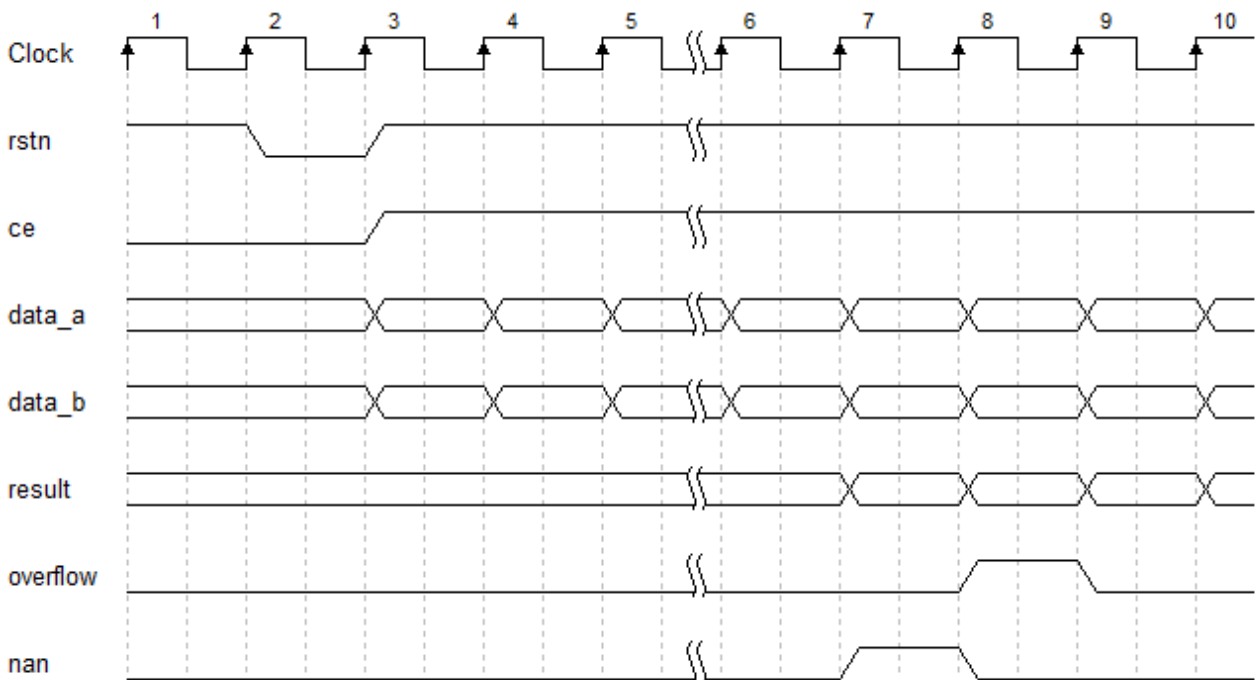 1 2 3 4 5 6 7 8 9 10
Clock
rstn
ce
data_a
data_b
result
overflow
nan